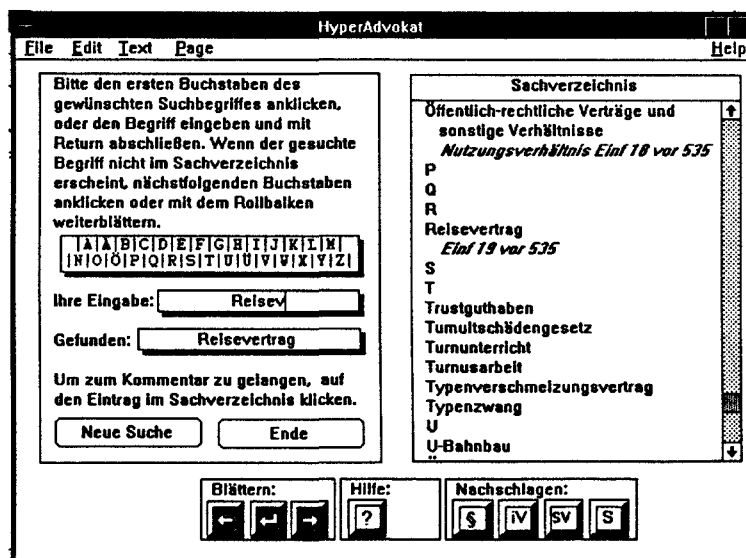 HyperAdvokat
File Edit Text Page Help
Bitte den ersten Buchstaben des
gewünschten Suchbegriffes anklicken,
oder den Begriff eingeben und mit
Return abschließen. Wenn der gesuchte
Begriff nicht im Sachverzeichnis
erscheint, nächstfolgenden Buchstaben
anklicken oder mit dem Rollbalken
weiterblättern.
|A|Ä|B|C|D|E|F|G|H|I|J|K|L|M|
|N|O|Ö|P|Q|R|S|T|U|Ü|V|W|X|Y|Z|
Ihre Eingabe: Reisev
Gefunden: Reisevertrag
Um zum Kommentar zu gelangen, auf
den Eintrag im Sachverzeichnis klicken.
Neue Suche Ende
Sachverzeichnis
Öffentlich-rechtliche Verträge und
sonstige Verhältnisse
Nutzungsverhältnis Einf 18 vor 535
P
Q
R
Reisevertrag
Einf 19 vor 535
S
T
Trustguthaben
Tumultschädengesetz
Turnunterricht
Turnusarbeit
Typenverschmelzungsvertrag
Typenzwang
U
U-Bahnbau
Blättern: Hilfe: Nachschlagen:
← ↵ → ? § iV SV S